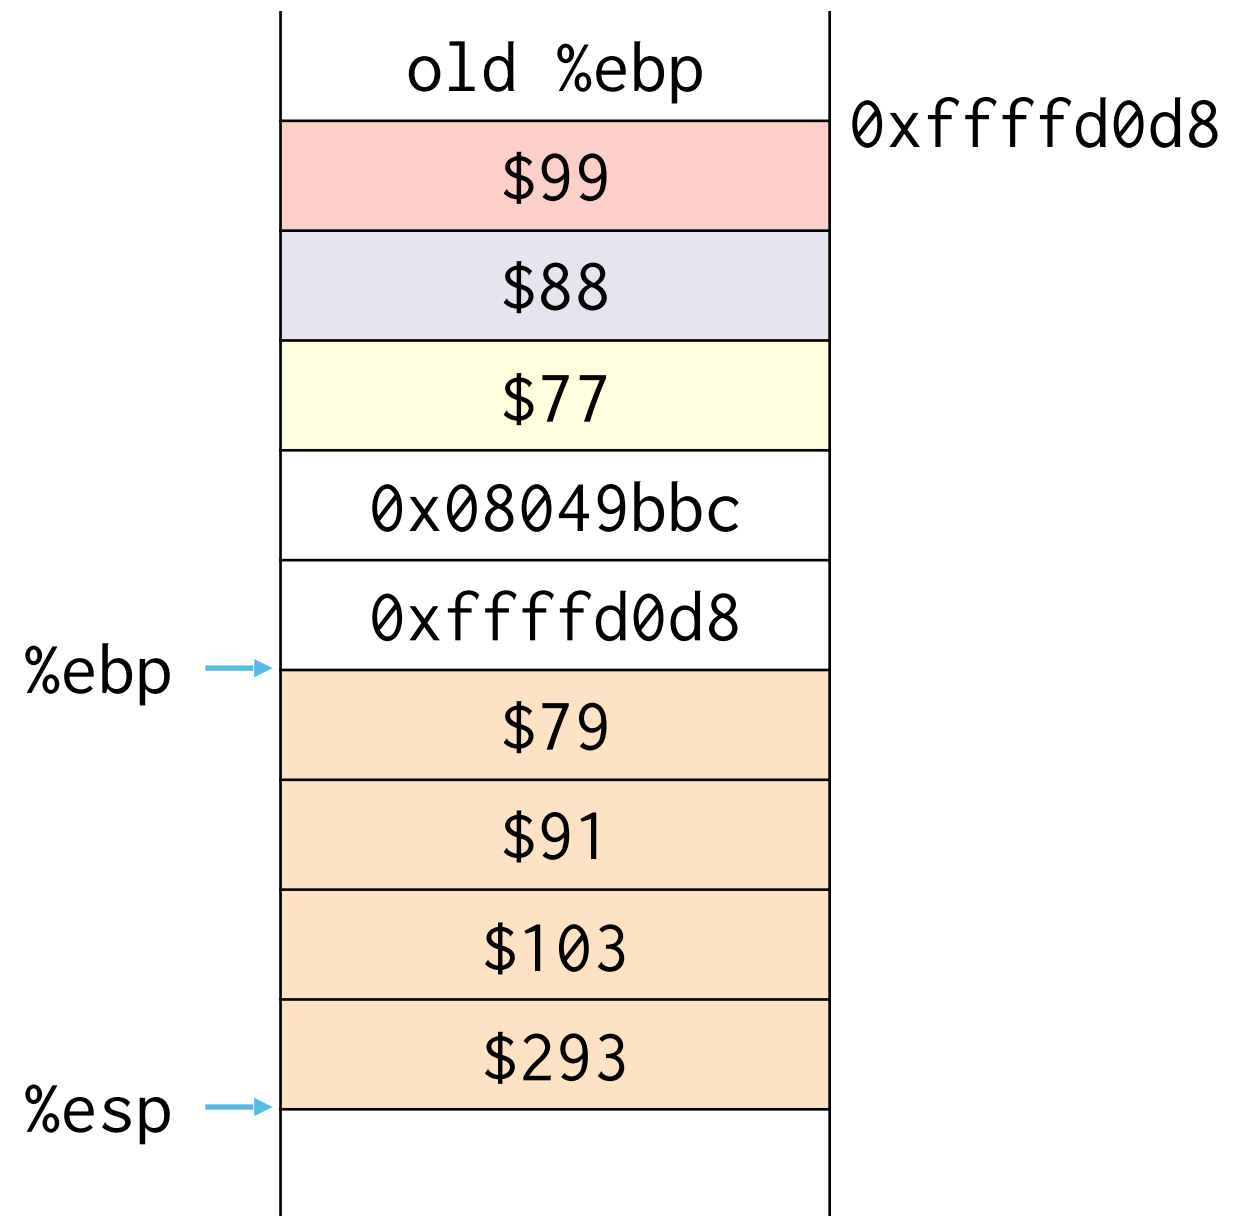 old %ebp
0xffffd0d8
$99
$88
$77
0x08049bbc
0xffffd0d8
%ebp
$79
$91
$103
$293
%esp